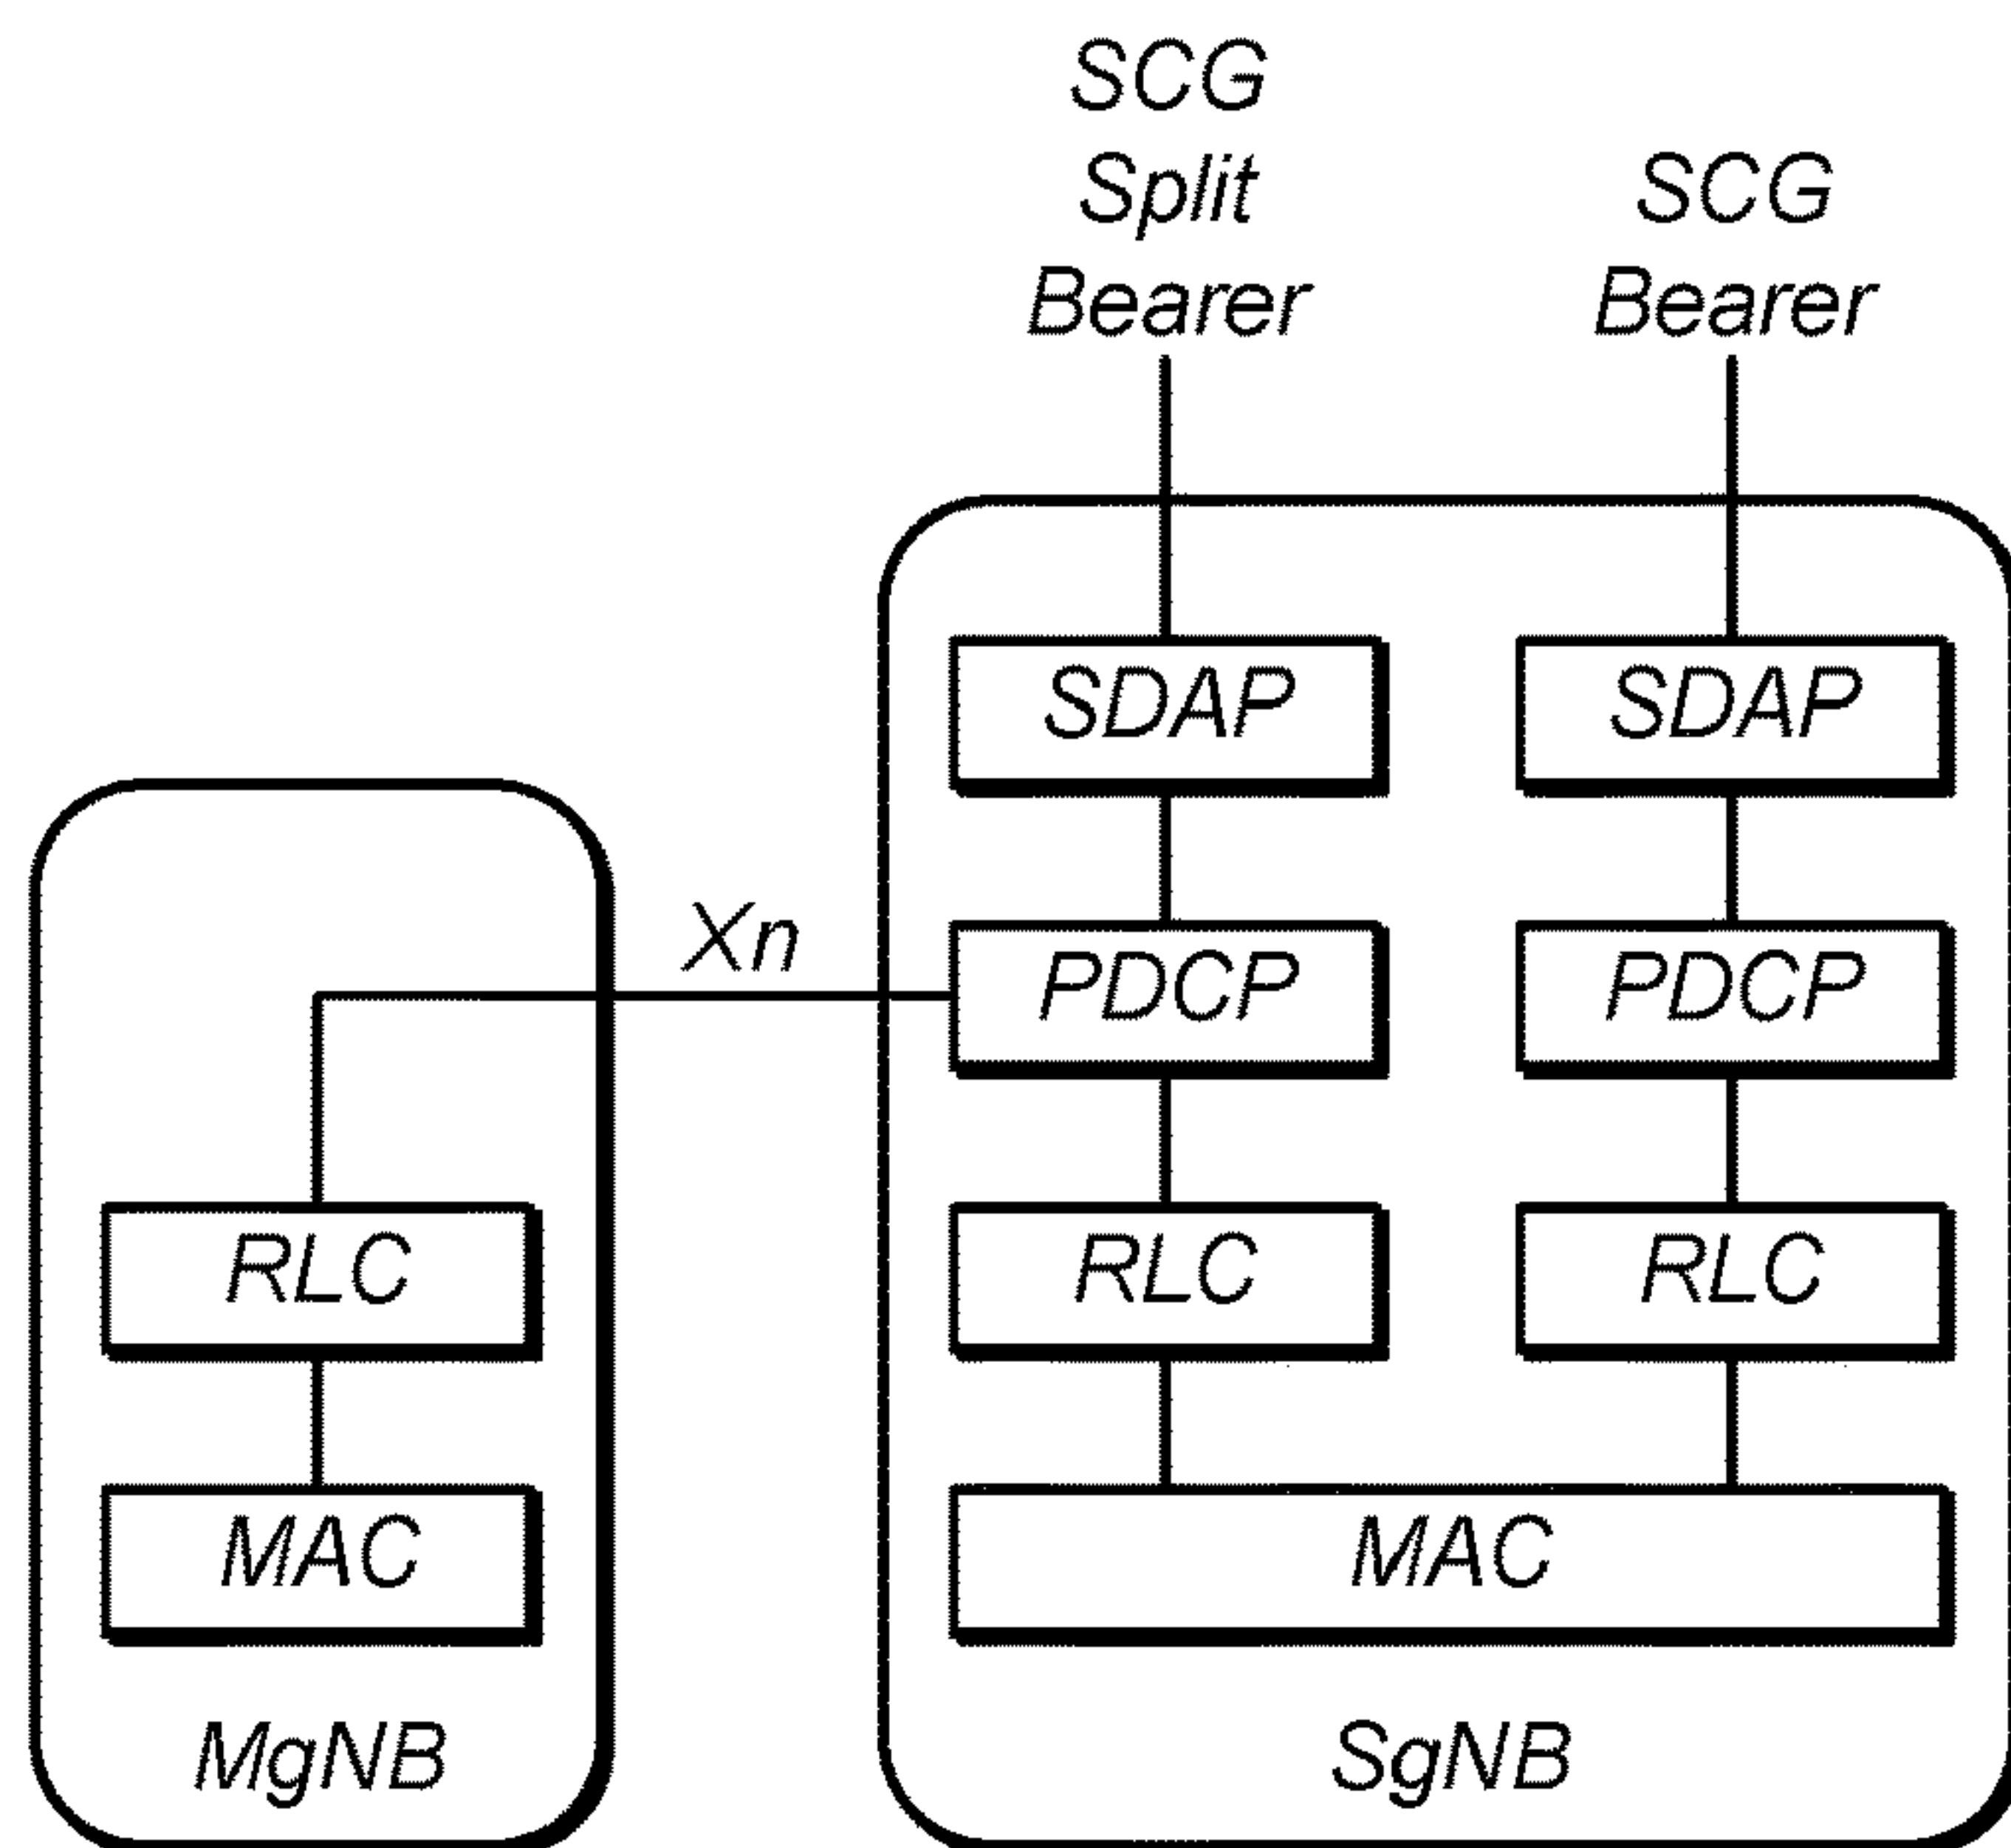 SCG
Split
Bearer
SCG
Bearer
SDAP
SDAP
Xn
PDCP
PDCP
RLC
RLC
RLC
MAC
MAC
MgNB
SgNB